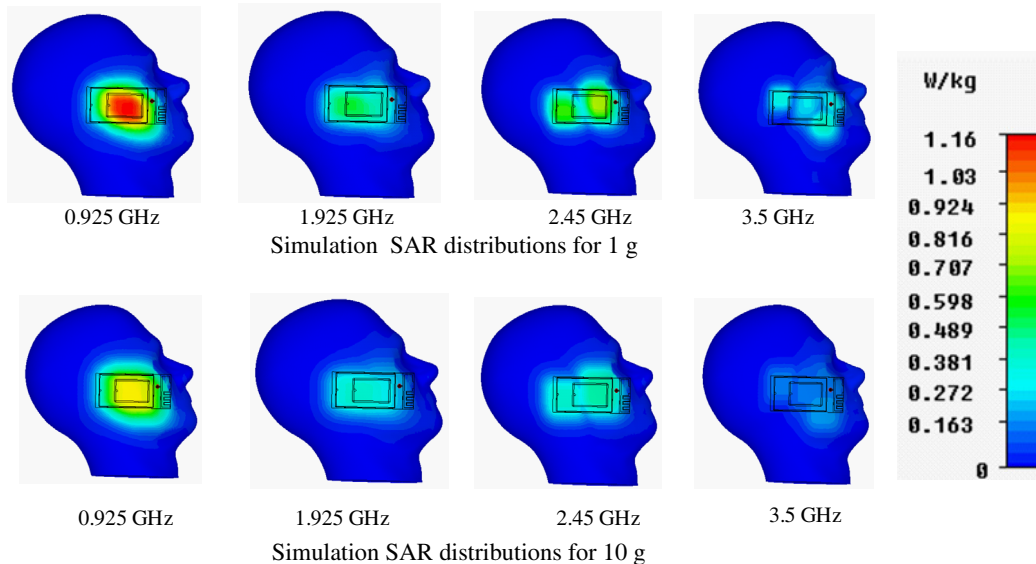 0.925 GHz 1.925 GHz 2.45 GHz 3.5 GHz
Simulation SAR distributions for 1 g
W/kg
1.16
1.03
0.924
0.816
0.707
0.598
0.489
0.381
0.272
0.163
0
0.925 GHz 1.925 GHz 2.45 GHz 3.5 GHz
Simulation SAR distributions for 10 g